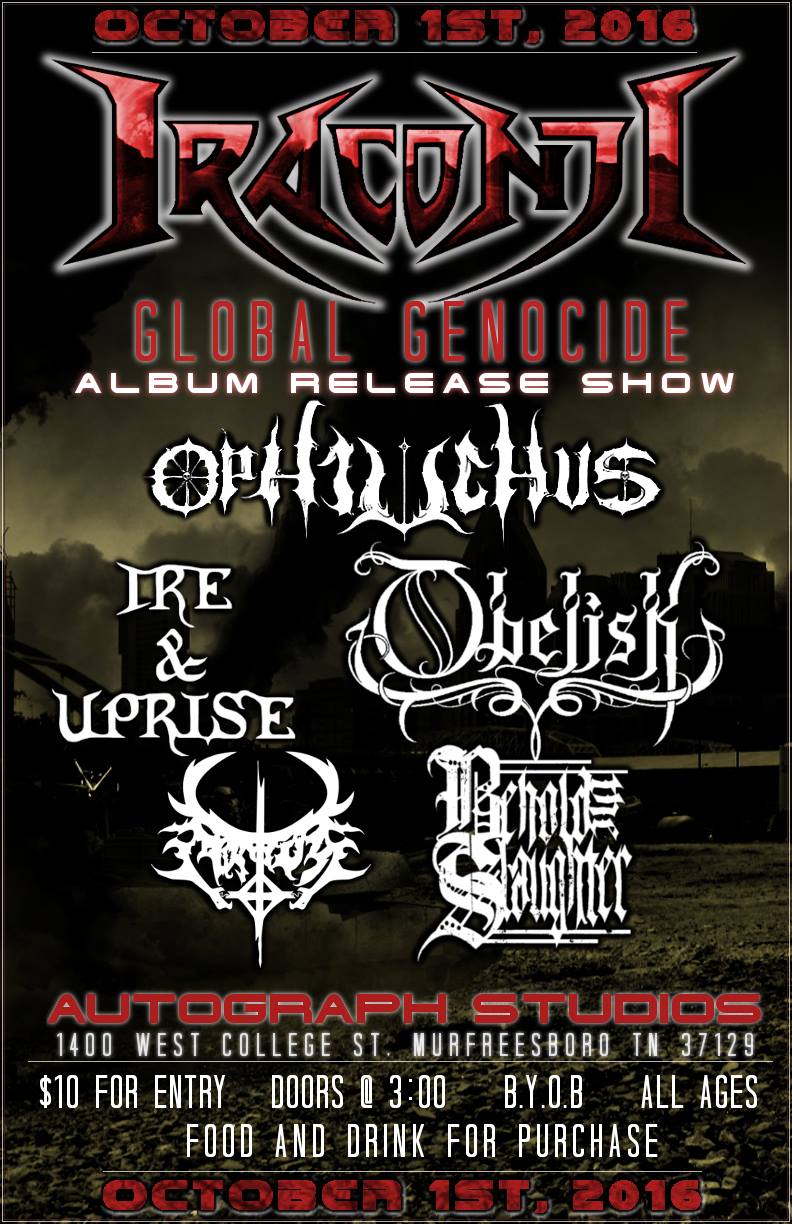 OCTOBER 1ST, 2016
IRACONJI
GLOBAL GENOCIDE
ALBUM RELEASE SHOW
OPHIUCHUS
IRE
&
UPRISE
Obelisk
Behold the
Slaughter
AUTOGRAPH STUDIOS
1400 WEST COLLEGE ST. MURFREESBORO TN 37129
$10 FOR ENTRY DOORS @ 3:00 B.Y.O.B ALL AGES
FOOD AND DRINK FOR PURCHASE
OCTOBER 1ST, 2016